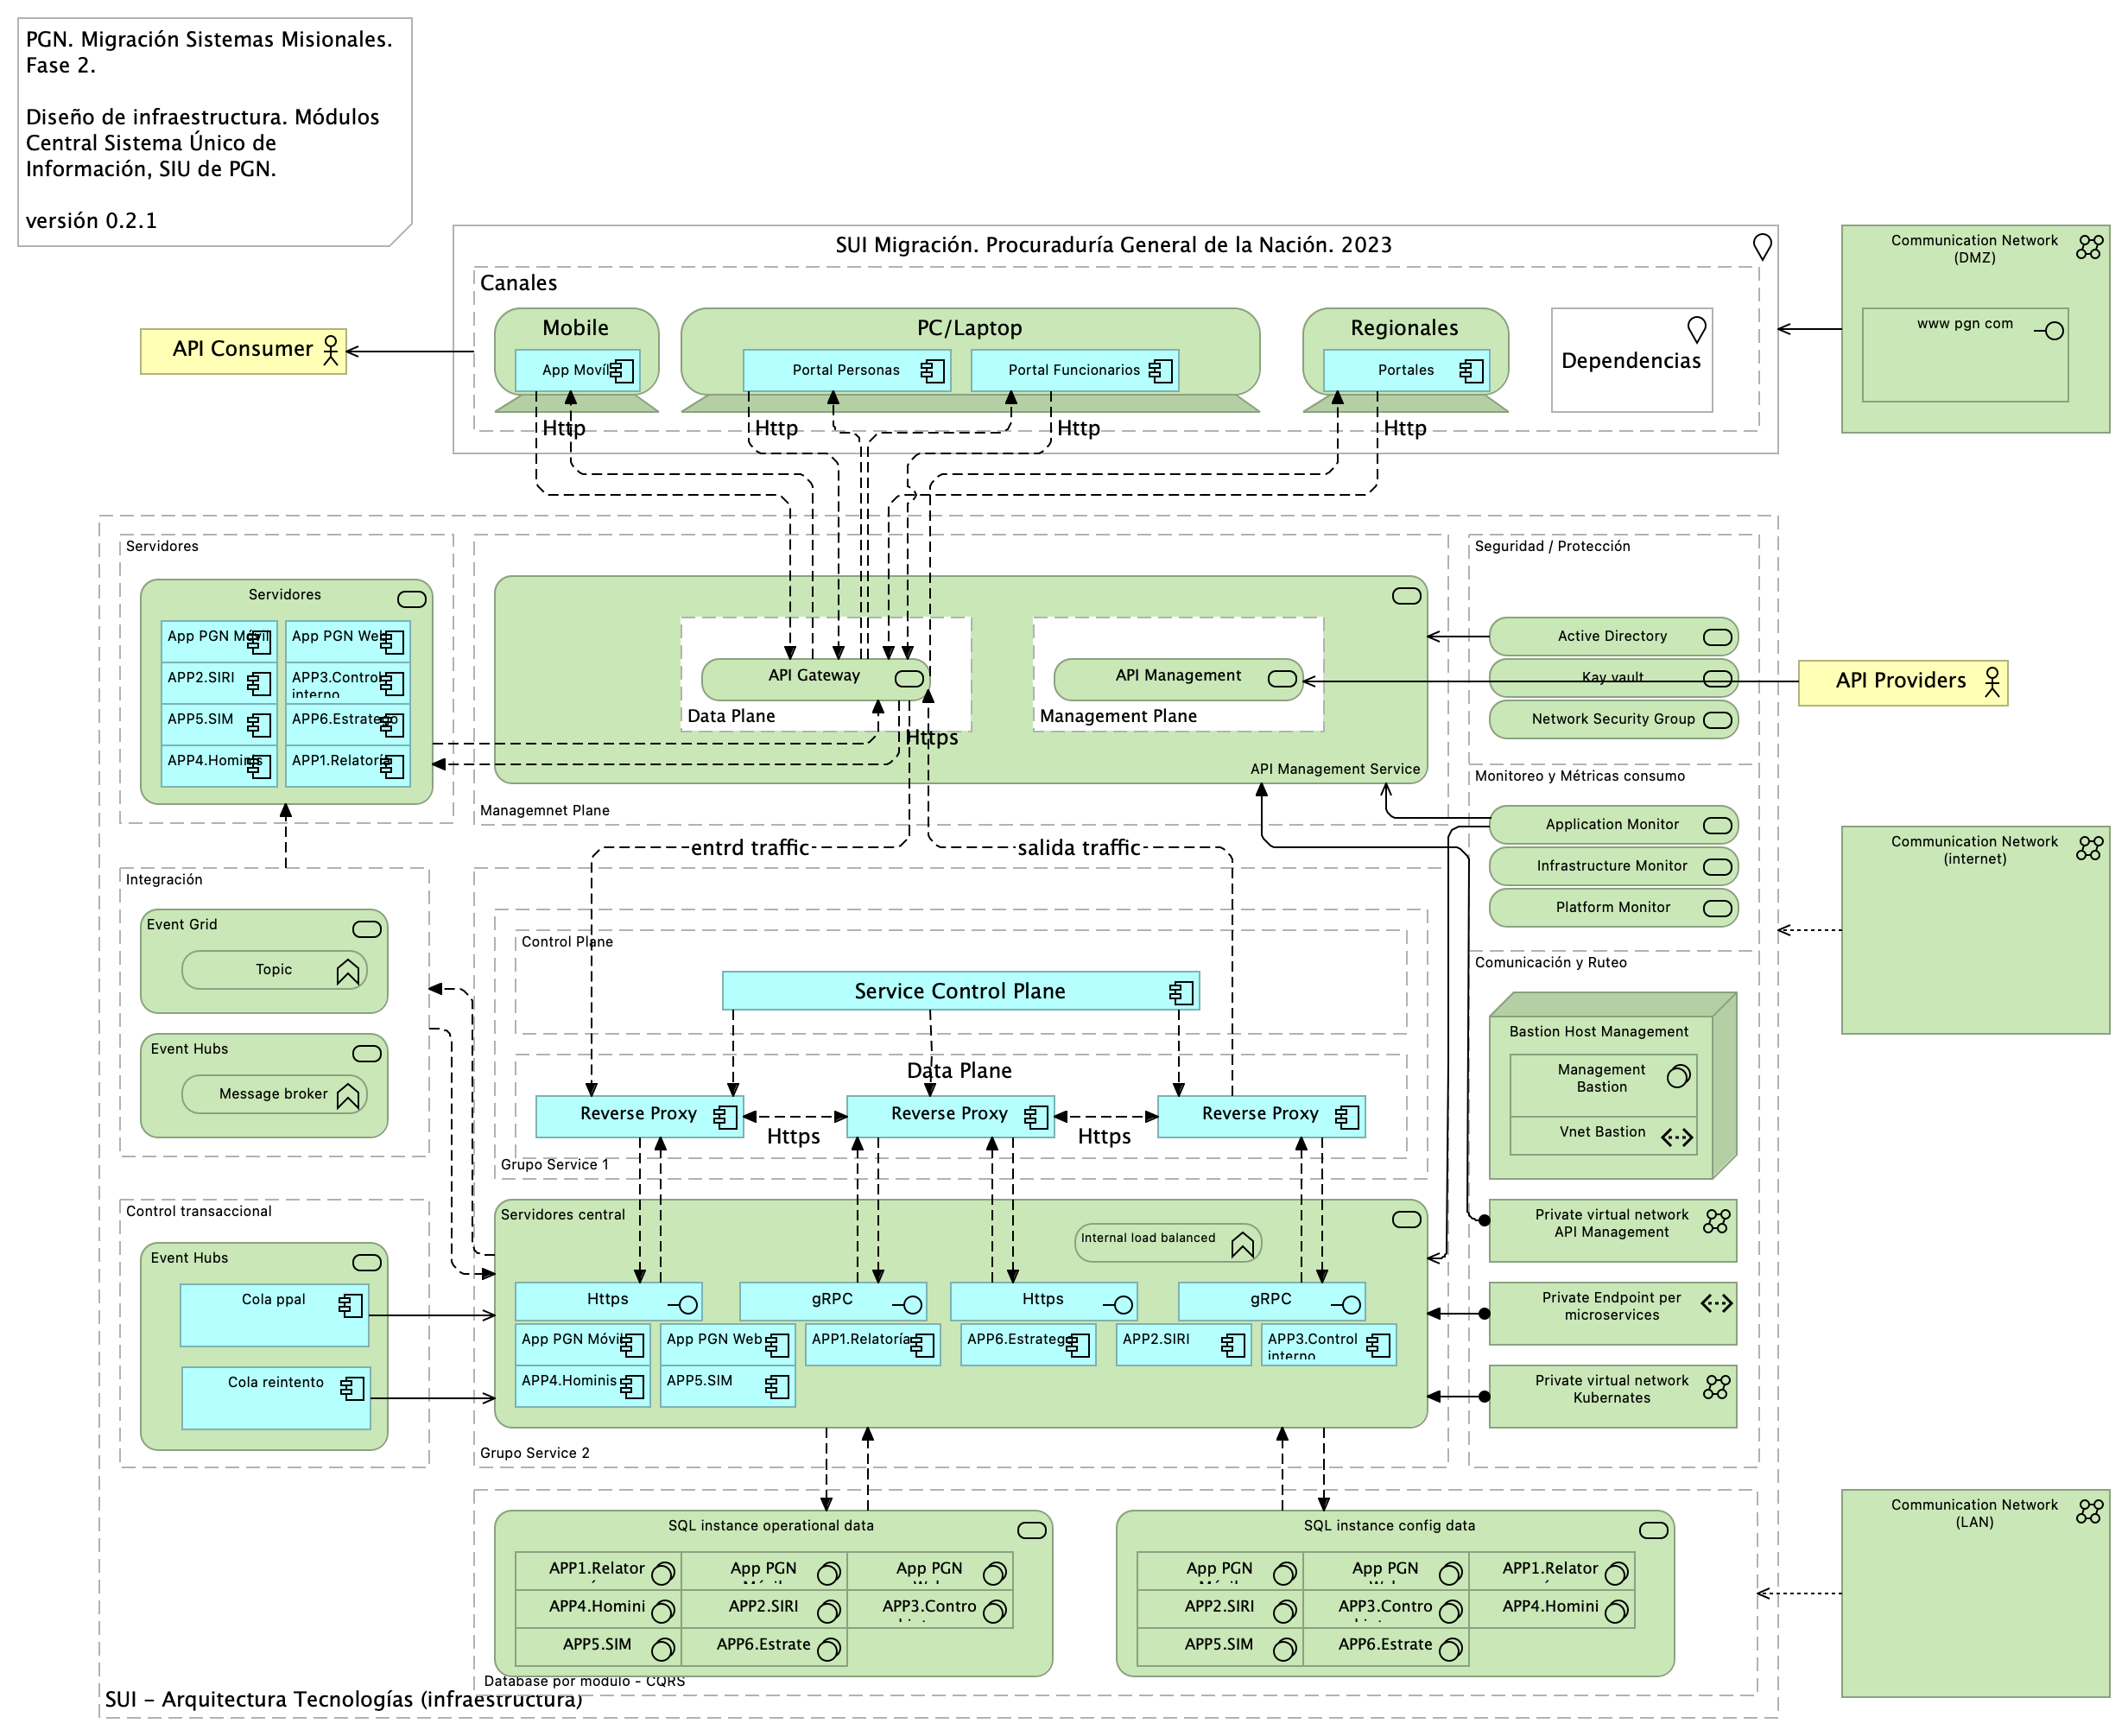 PGN. Migración Sistemas Misionales.
Fase 2.
Diseño de infraestructura. Módulos
Central Sistema Único de
Información, SIU de PGN.
versión 0.2.1
SUI Migración. Procuraduría General de la Nación. 2023
Canales
Mobile
App Movíl
PC/Laptop
Portal Personas
Portal Funcionarios
Regionales
Portales
Dependencias
API Consumer
Communication Network
(DMZ)
www pgn com
Http
Http
Http
Http
Servidores
Servidores
App PGN Móvil
App PGN Web
APP2.SIRI
APP3.Control
interno
APP5.SIM
APP6.Estratego
APP4.Hominis
APP1.Relatoría
API Gateway
Data Plane
API Management
Management Plane
Https
API Management Service
Managemnet Plane
Seguridad / Protección
Active Directory
Kay vault
Network Security Group
API Providers
Monitoreo y Métricas consumo
Application Monitor
Infrastructure Monitor
Platform Monitor
Communication Network
(internet)
entrd traffic
salida traffic
Integración
Event Grid
Topic
Event Hubs
Message broker
Control Plane
Service Control Plane
Data Plane
Reverse Proxy
Reverse Proxy
Reverse Proxy
Https
Https
Grupo Service 1
Comunicación y Ruteo
Bastion Host Management
Management
Bastion
Vnet Bastion
Private virtual network
API Management
Private Endpoint per
microservices
Private virtual network
Kubernates
Control transaccional
Event Hubs
Cola ppal
Cola reintento
Servidores central
Internal load balanced
Https
gRPC
Https
gRPC
App PGN Móvil
App PGN Web
APP1.Relatoría
APP6.Estratego
APP2.SIRI
APP3.Control
interno
APP4.Hominis
APP5.SIM
Grupo Service 2
SQL instance operational data
APP1.Relator
App PGN
App PGN
APP4.Homini
APP2.SIRI
APP3.Contro
APP5.SIM
APP6.Estrate
SQL instance config data
App PGN
App PGN
APP1.Relator
APP2.SIRI
APP3.Contro
APP4.Homini
APP5.SIM
APP6.Estrate
Communication Network
(LAN)
Database por modulo - CQRS
SUI - Arquitectura Tecnologías (infraestructura)